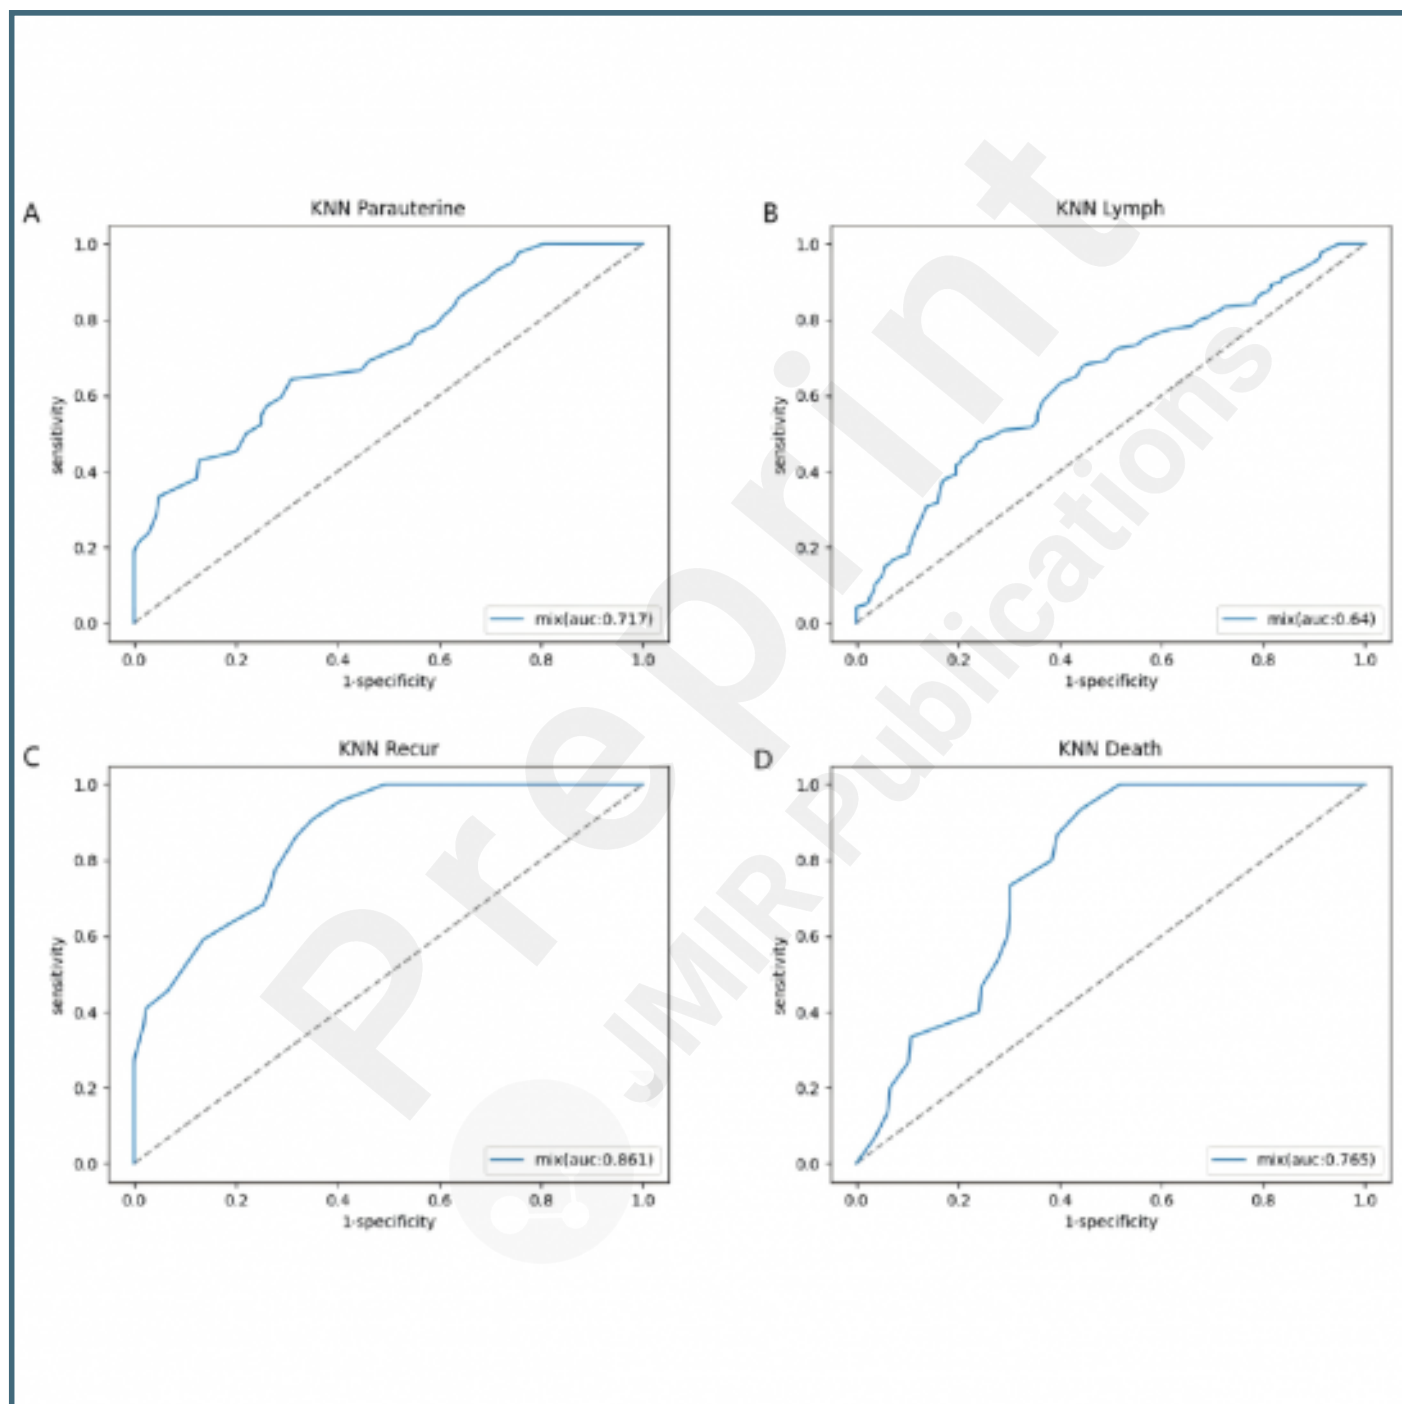 A
KNN Parauterine
1.0
0.8
0.6
0.4
0.2
0.0
sensitivity
0.0 0.2 0.4 0.6 0.8 1.0
1-specificity
mix(auc:0.717)
B
KNN Lymph
1.0
0.8
0.6
0.4
0.2
0.0
sensitivity
0.0 0.2 0.4 0.6 0.8 1.0
1-specificity
mix(auc:0.64)
C
KNN Recur
1.0
0.8
0.6
0.4
0.2
0.0
sensitivity
0.0 0.2 0.4 0.6 0.8 1.0
1-specificity
mix(auc:0.861)
D
KNN Death
1.0
0.8
0.6
0.4
0.2
0.0
sensitivity
0.0 0.2 0.4 0.6 0.8 1.0
1-specificity
mix(auc:0.765)
Preprint
JMIR Publications